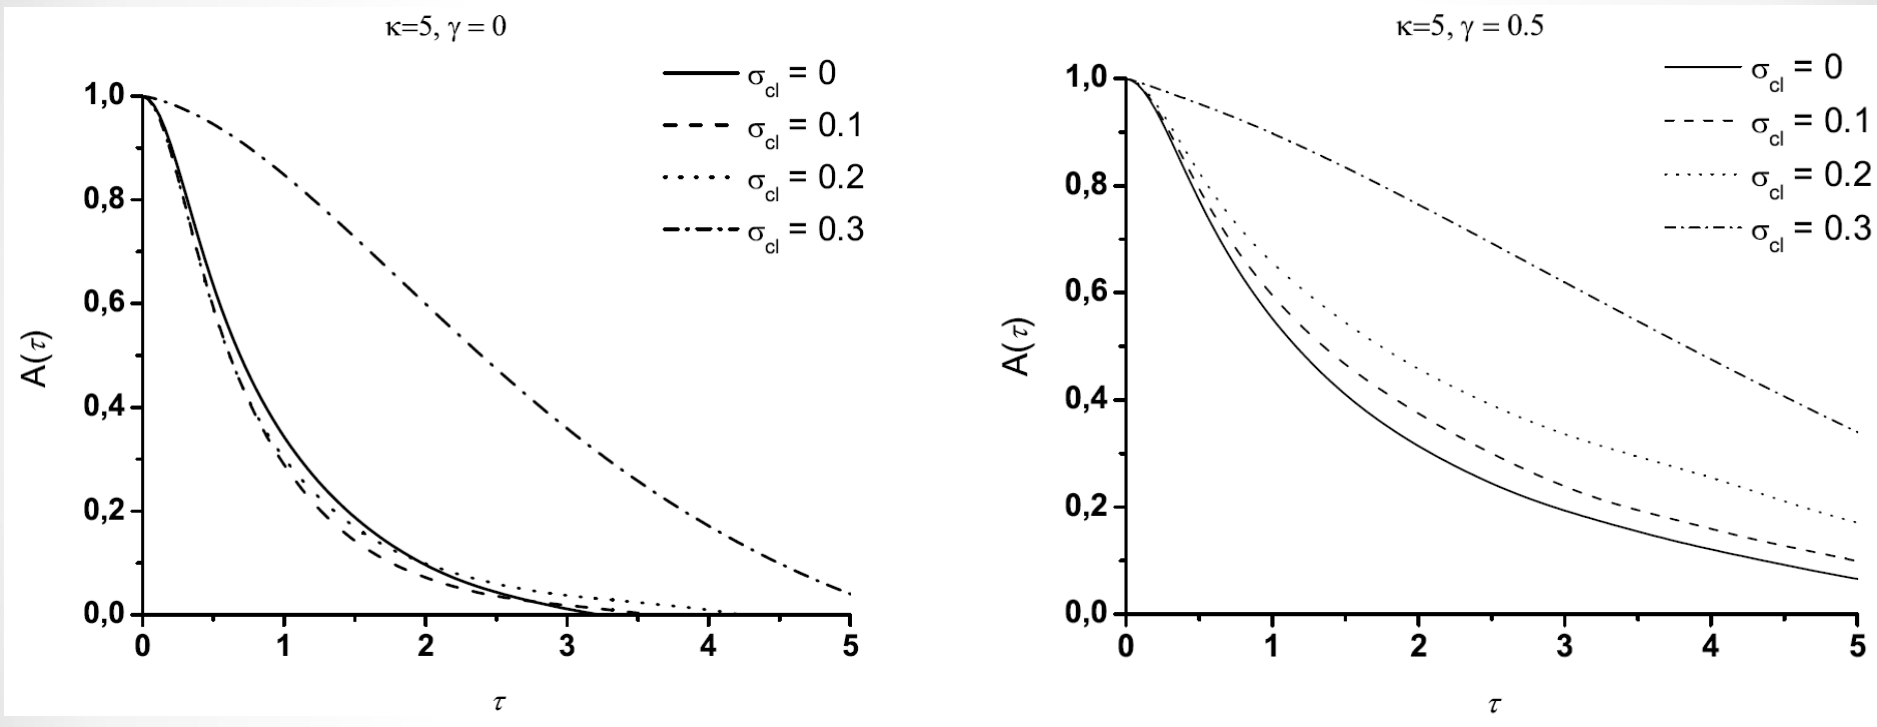 κ=5, γ = 0
σcl = 0
σcl = 0.1
σcl = 0.2
σcl = 0.3
1,0
0,8
0,6
0,4
0,2
0,0
A(τ)
0 1 2 3 4 5
τ
κ=5, γ = 0.5
σcl = 0
σcl = 0.1
σcl = 0.2
σcl = 0.3
1,0
0,8
0,6
0,4
0,2
0,0
A(τ)
0 1 2 3 4 5
τ